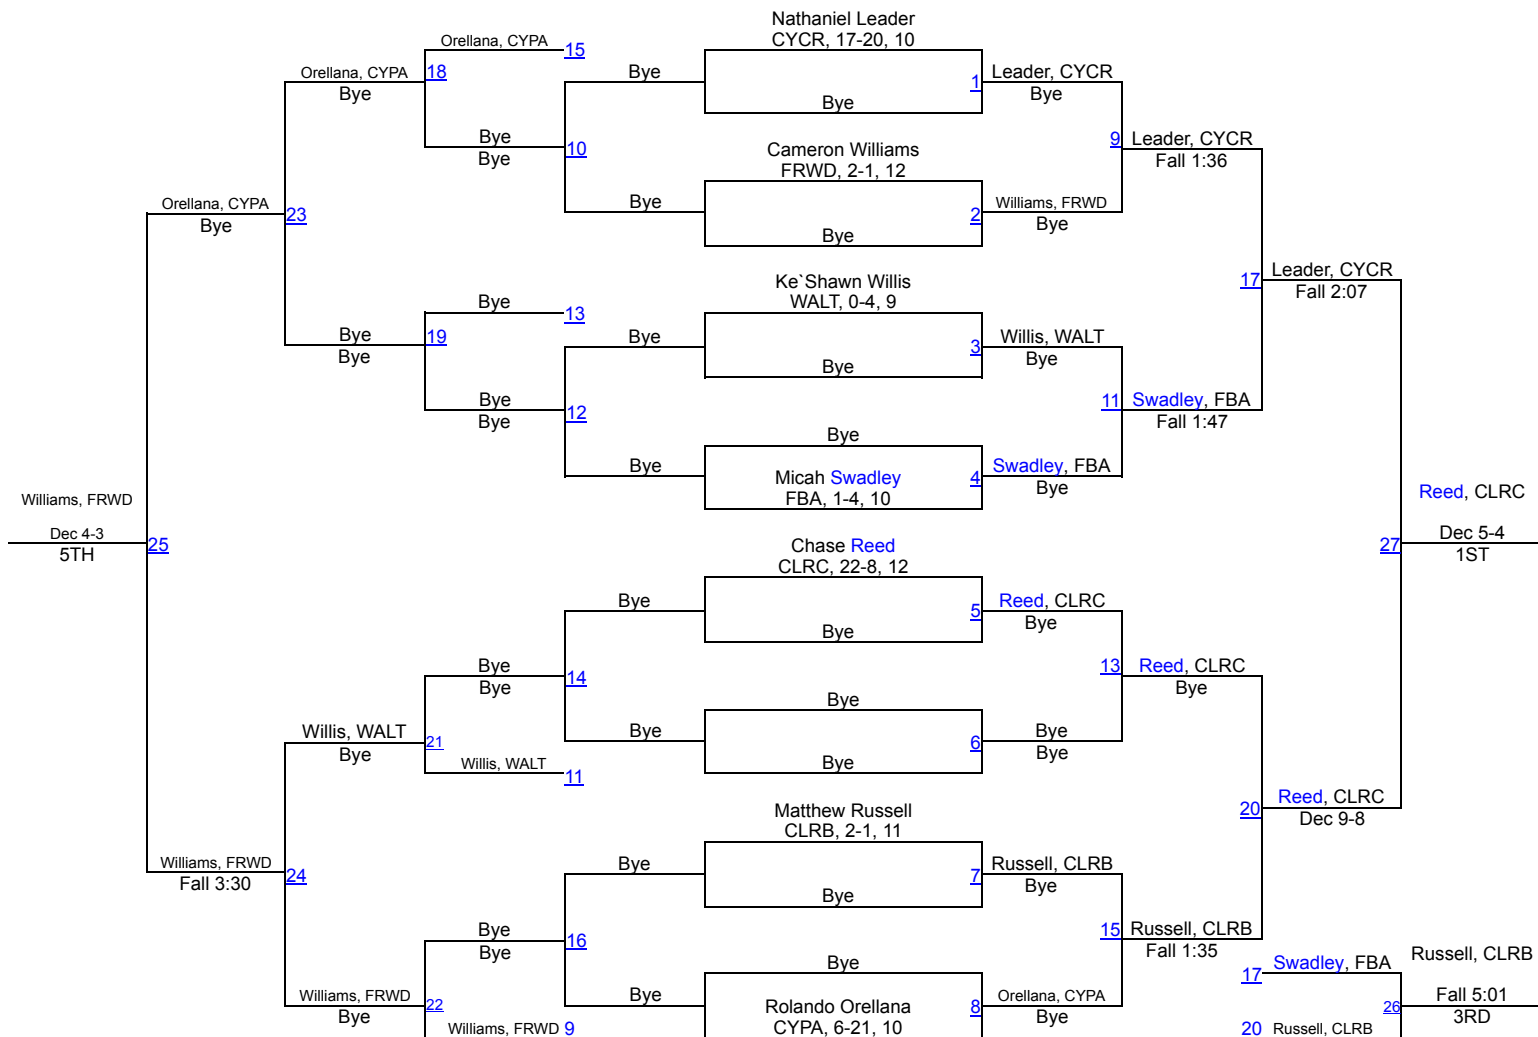 Nathaniel Leader
CYCR, 17-20, 10
Orellana, CYPA 15
Orellana, CYPA 18 Bye 1 Leader, CYCR
Bye Bye Bye
Bye 10 Cameron Williams 9 Leader, CYCR
Bye FRWD, 2-1, 12 Fall 1:36
Orellana, CYPA 23 Bye 2 Williams, FRWD
Bye Bye Bye
Ke`Shawn Willis 17 Leader, CYCR
Bye 13 WALT, 0-4, 9 Fall 2:07
Bye 19 Bye 3 Willis, WALT
Bye Bye Bye
Bye 12 11 Swadley, FBA
Bye Bye Fall 1:47
Bye Micah Swadley 4 Swadley, FBA
FBA, 1-4, 10 Bye
Williams, FRWD Reed, CLRC
Dec 4-3 25 Chase Reed 27 Dec 5-4
5TH CLRC, 22-8, 12 1ST
Bye 5 Reed, CLRC
Bye Bye
Bye 14 13 Reed, CLRC
Bye Bye Bye
Willis, WALT 21 Bye 6 Bye
Bye Bye Bye
Willis, WALT 11
20 Reed, CLRC
Matthew Russell Dec 9-8
CLRB, 2-1, 11
Williams, FRWD 24 Bye 7 Russell, CLRB
Fall 3:30 Bye Bye
Bye 16 15 Russell, CLRB
Bye Bye Fall 1:35
17 Swadley, FBA Russell, CLRB
Williams, FRWD 22 Bye Rolando Orellana 8 Orellana, CYPA 26 Fall 5:01
Bye Bye 3RD
Williams, FRWD 9 CYPA, 6-21, 10 20 Russell, CLRB